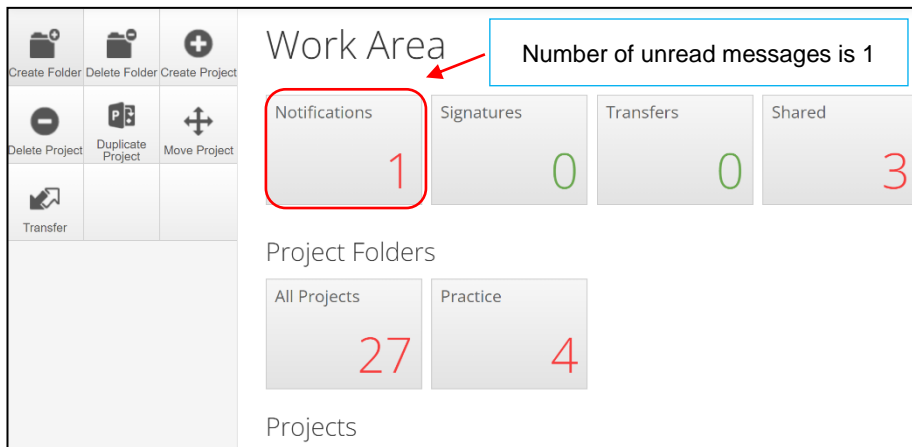 Create Folder
Delete Folder
Create Project
Delete Project
Duplicate
Project
Move Project
Transfer
Work Area
Number of unread messages is 1
Notifications
1
Signatures
0
Transfers
0
Shared
3
Project Folders
All Projects
27
Practice
4
Projects